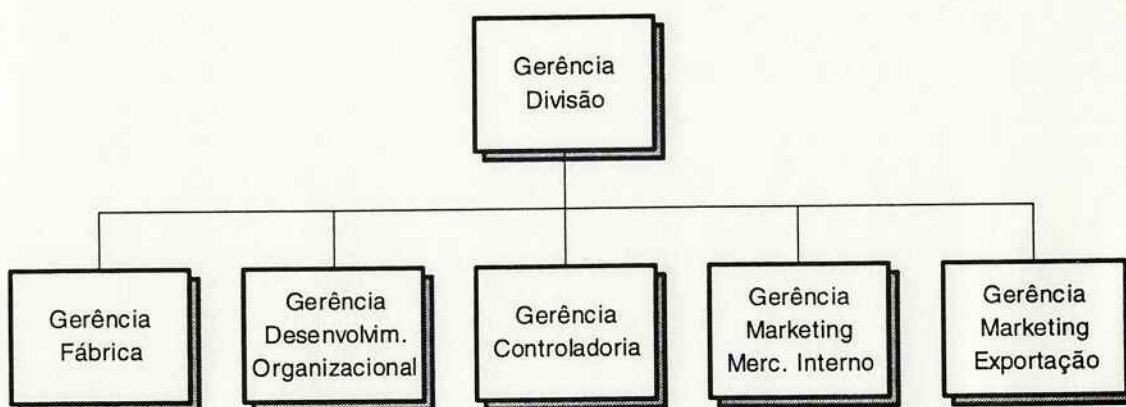 Gerência
Divisão
Gerência
Fábrica
Gerência
Desenvolvim.
Organizacional
Gerência
Controladoria
Gerência
Marketing
Merc. Interno
Gerência
Marketing
Exportação